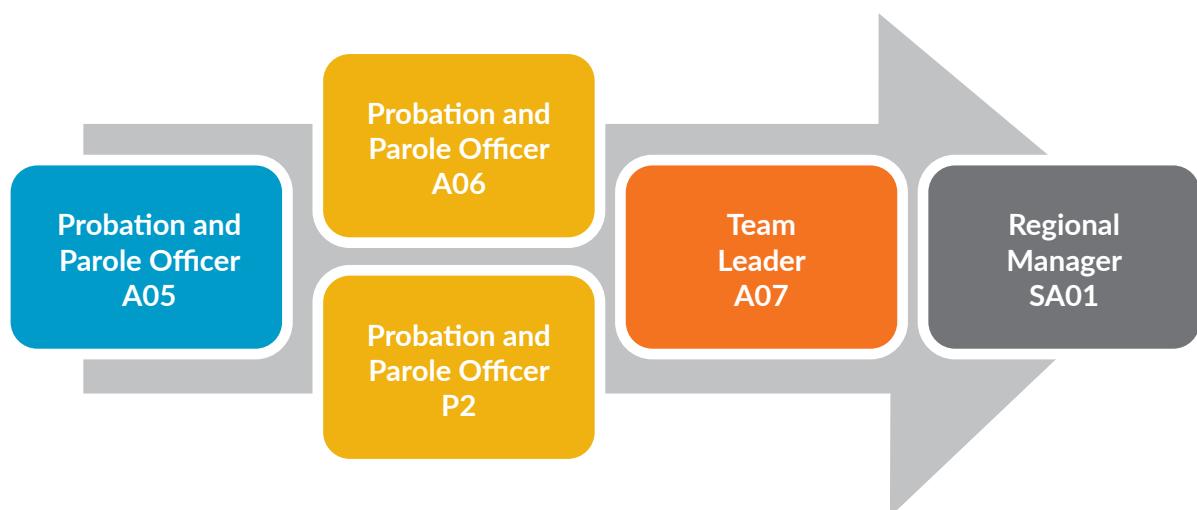 Probation and
Parole Officer
A05
Probation and
Parole Officer
A06
Probation and
Parole Officer
P2
Team
Leader
A07
Regional
Manager
SA01